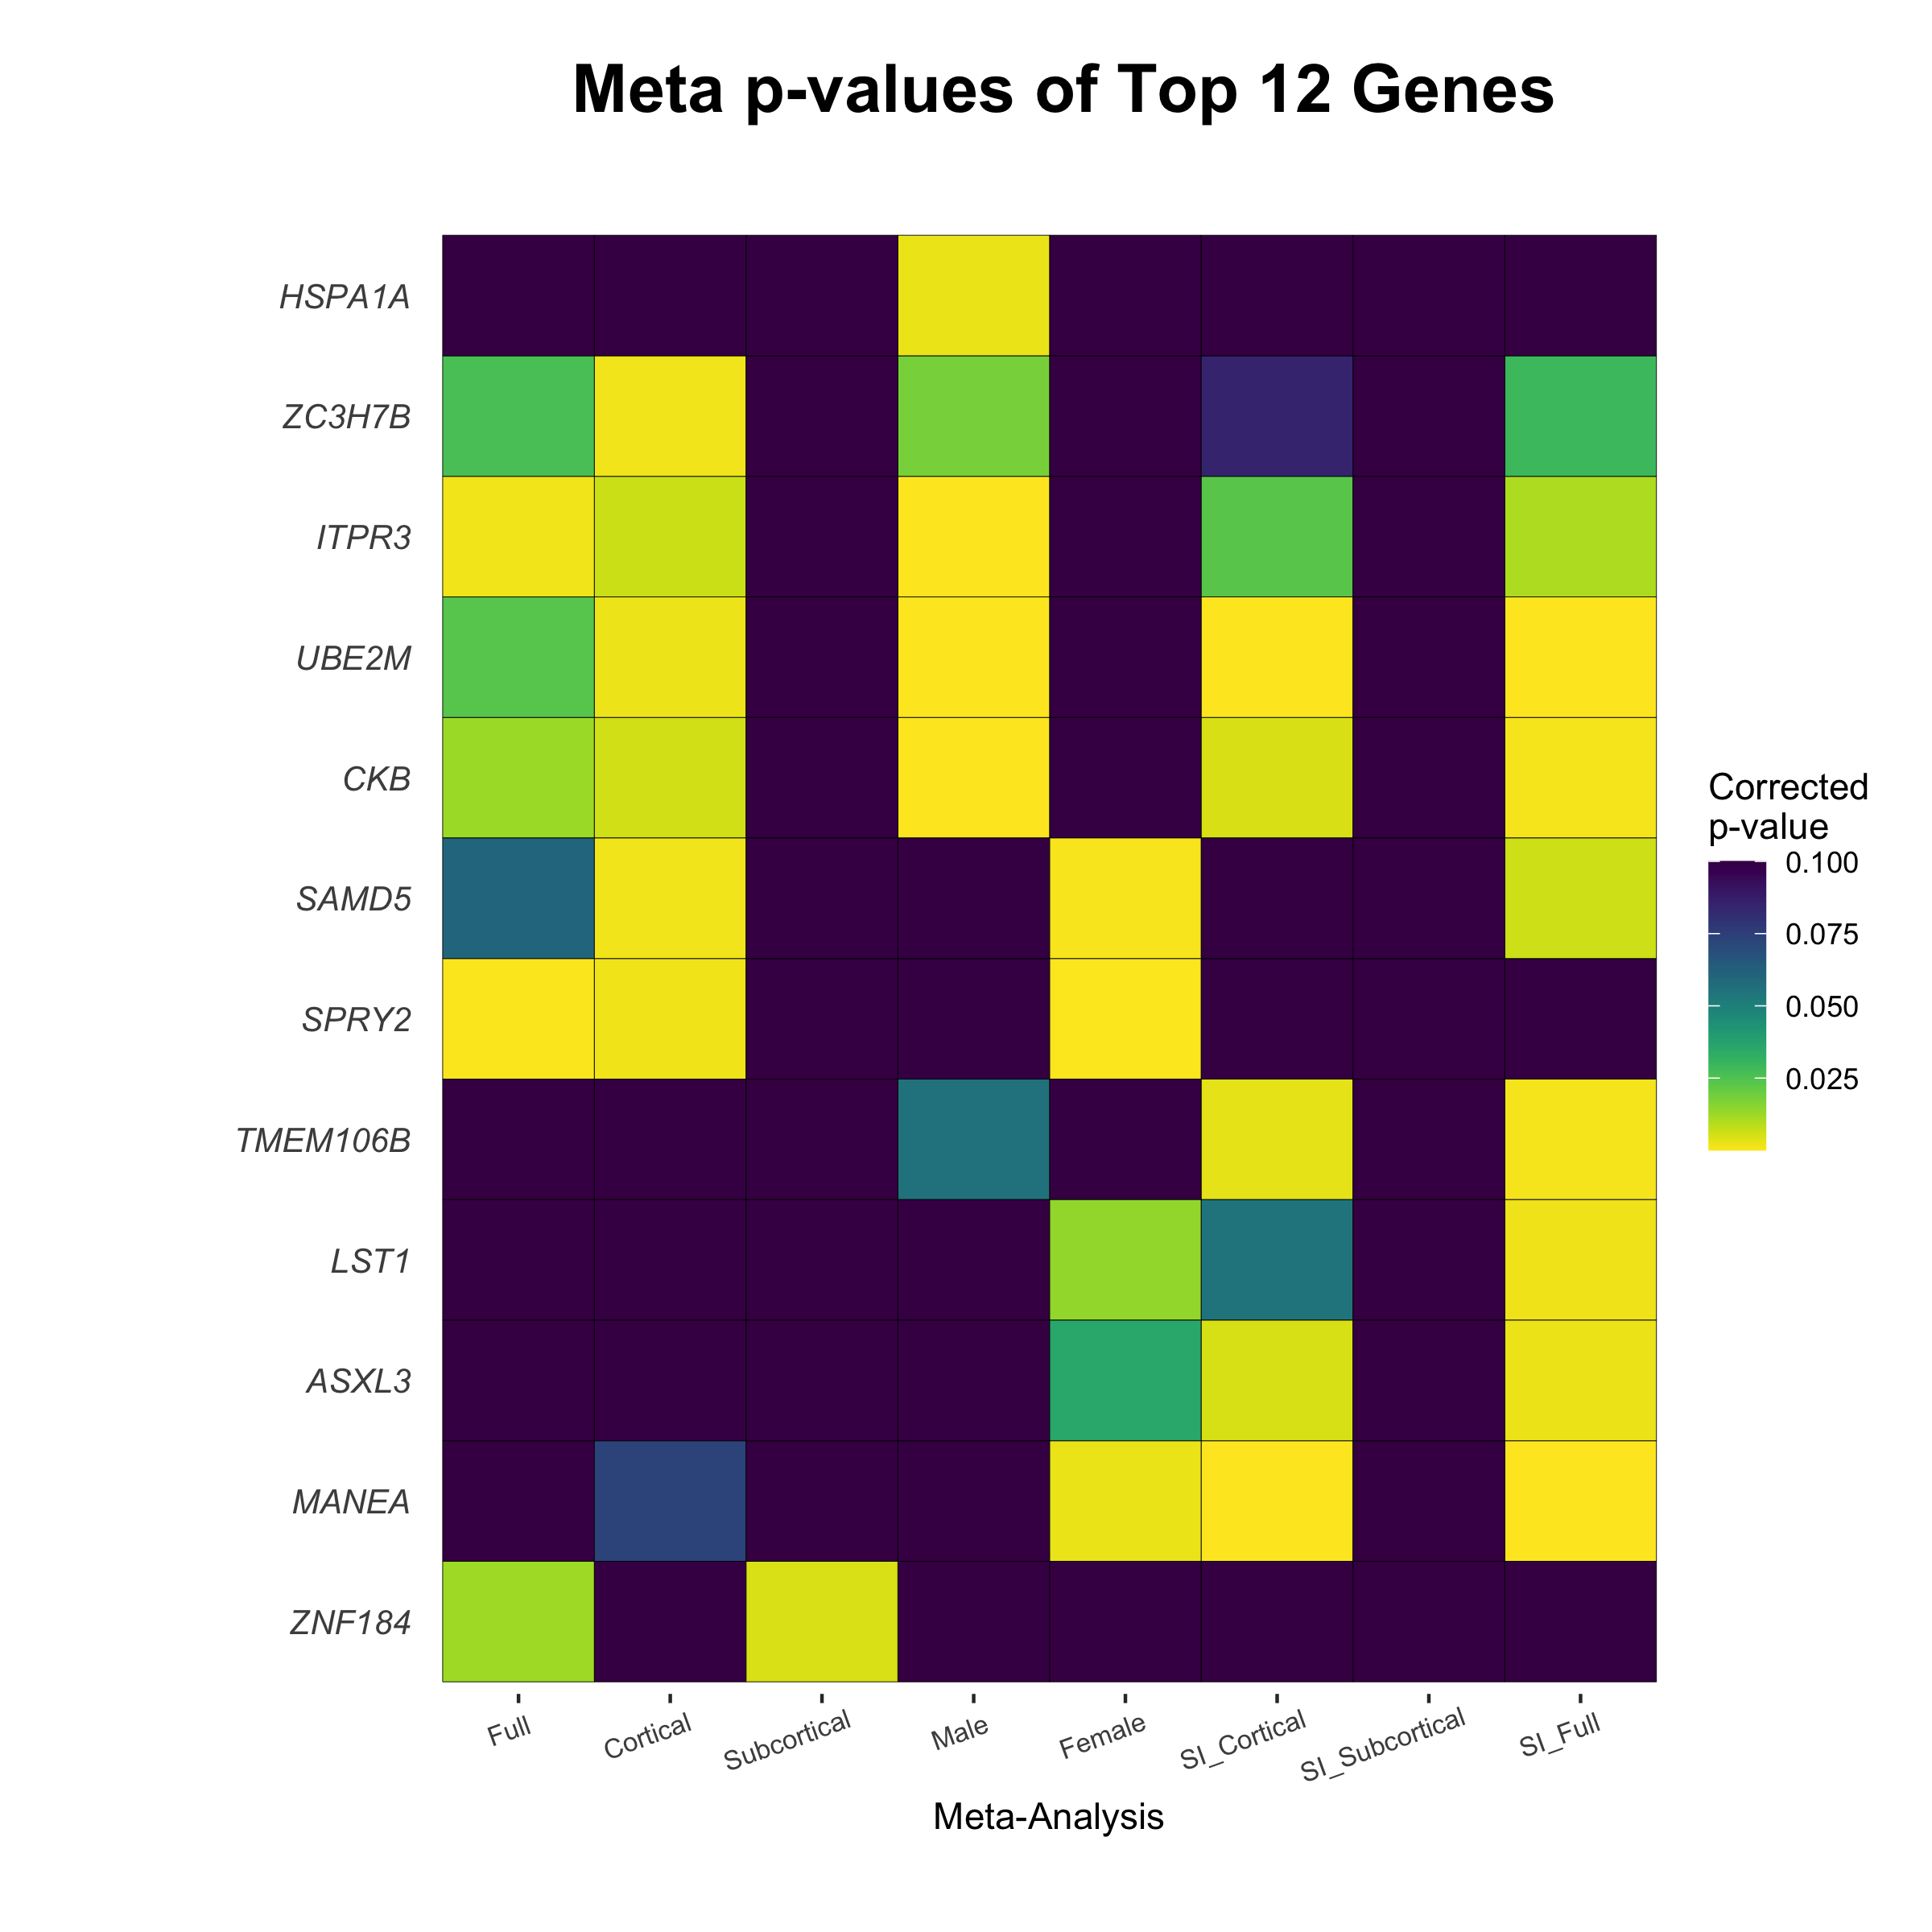 Meta p-values of Top 12 Genes
HSPA1A
ZC3H7B
ITPR3
UBE2M
CKB
SAMD5
SPRY2
TMEM106B
LST1
ASXL3
MANEA
ZNF184
Full
Cortical
Subcortical
Male
Female
SI_Cortical
SI_Subcortical
SI_Full
Meta-Analysis
Corrected
p-value
0.100
0.075
0.050
0.025